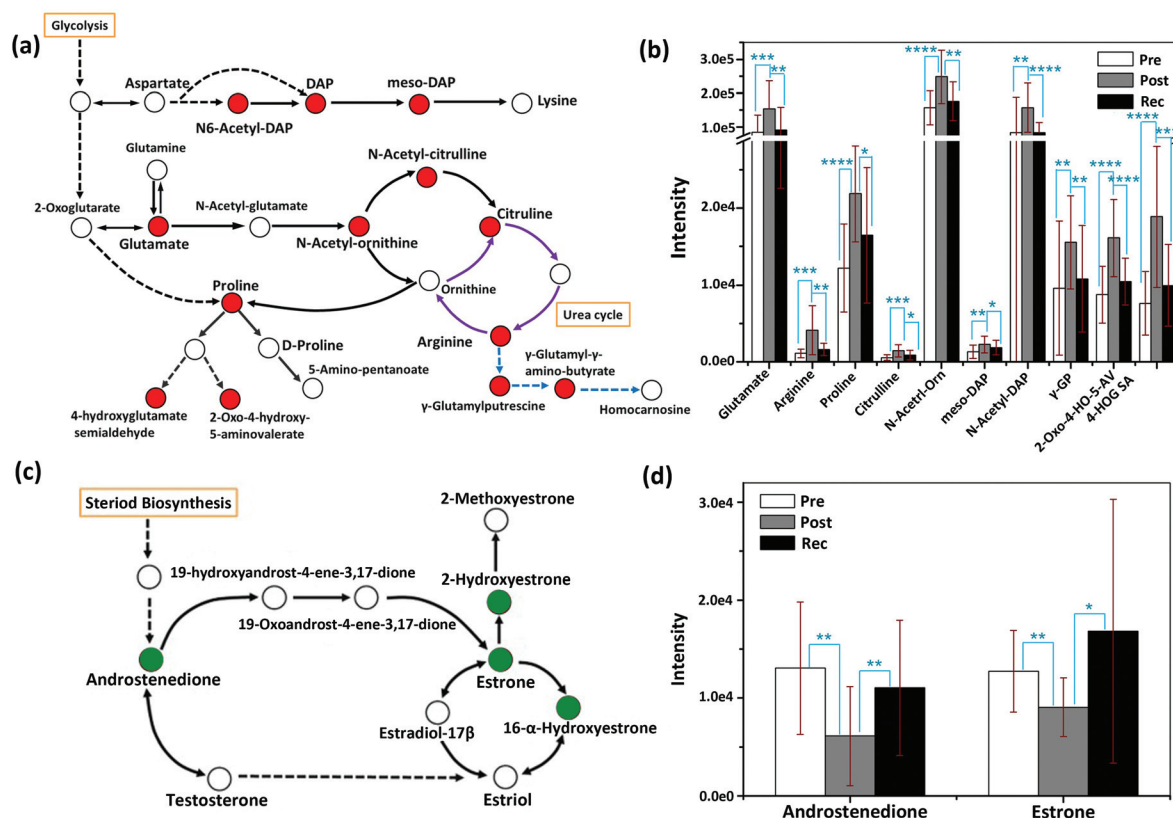 (a)
Glycolysis
Aspartate
DAP
meso-DAP
N6-Acetyl-DAP
Lysine
Glutamine
N-Acetyl-citrulline
2-Oxoglutarate
N-Acetyl-glutamate
Citruline
Glutamate
N-Acetyl-ornithine
Proline
Ornithine
Urea cycle
D-Proline
Arginine
5-Amino-pentanoate
γ-Glutamyl-γ-
amino-butyrate
4-hydroxyglutamate
semialdehyde
2-Oxo-4-hydroxy-
5-aminovalerate
γ-Glutamylputrescine
Homocarnosine
(b)
Intensity
3.0e5
2.0e5
1.0e5
2.0e4
1.0e4
0.0e0
Pre
Post
Rec
***
**
***
**
****
*
***
*
****
**
**
*
**
****
**
**
****
****
****
Glutamate
Arginine
Proline
Citrulline
N-Acetrl-Orn
meso-DAP
N-Acetyl-DAP
γ-GP
2-Oxo-4-HO-5-AV
4-HOG SA
(c)
Steriod Biosynthesis
2-Methoxyestrone
19-hydroxyandrost-4-ene-3,17-dione
2-Hydroxyestrone
19-Oxoandrost-4-ene-3,17-dione
Androstenedione
Estrone
Estradiol-17β
16-α-Hydroxyestrone
Testosterone
Estriol
(d)
Intensity
3.0e4
2.0e4
1.0e4
0.0e0
Pre
Post
Rec
**
**
**
*
Androstenedione
Estrone